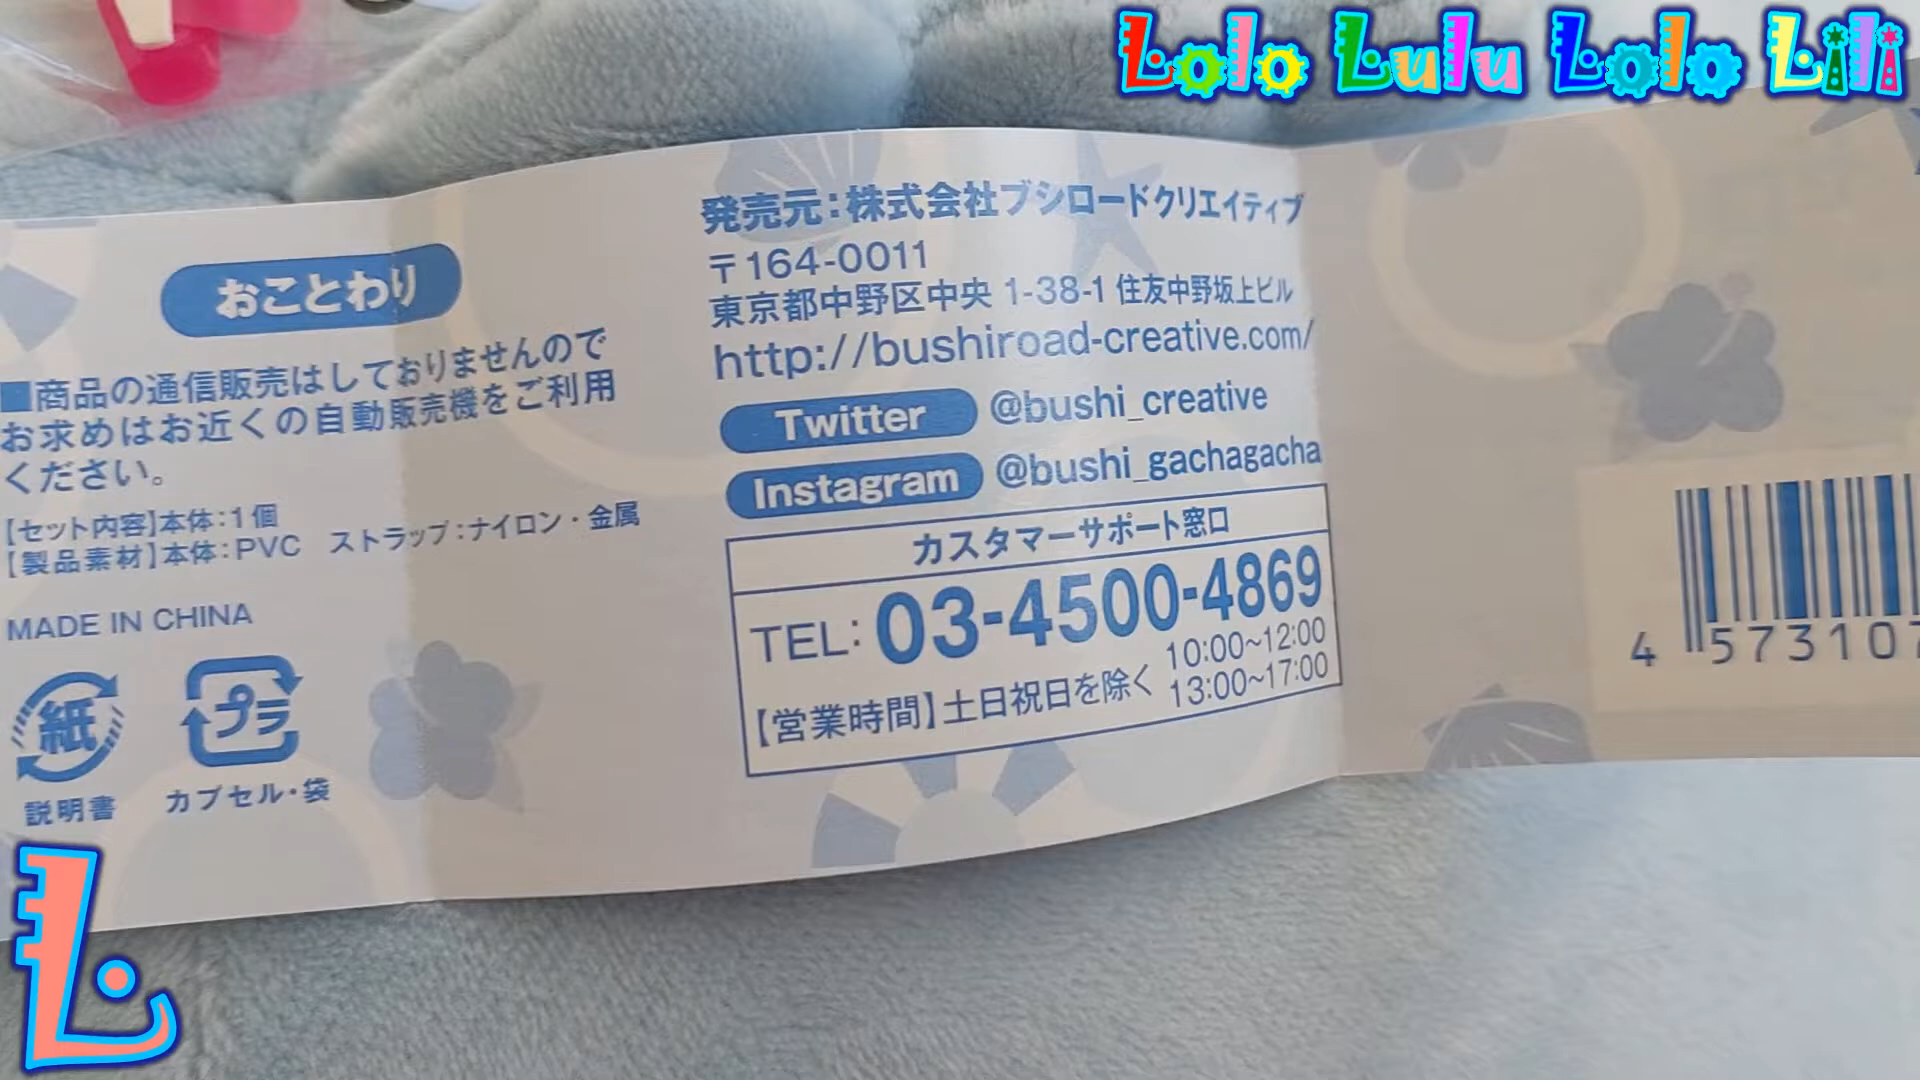 Lolo Lulu Lolo Lili
おことわり
■商品の通信販売はしておりませんので
お求めはお近くの自動販売機をご利用
ください。
【セット内容】本体：1個
【製品素材】本体：PVC ストラップ：ナイロン・金属
MADE IN CHINA
紙
説明書
プラ
カプセル・袋
発売元：株式会社ブシロードクリエイティブ
〒164-0011
東京都中野区中央 1-38-1 住友中野坂上ビル
http://bushiroad-creative.com/
Twitter @bushi_creative
Instagram @bushi_gachagacha
カスタマーサポート窓口
TEL：03-4500-4869
【営業時間】土日祝日を除く 10:00~12:00
13:00~17:00
4 573107
L